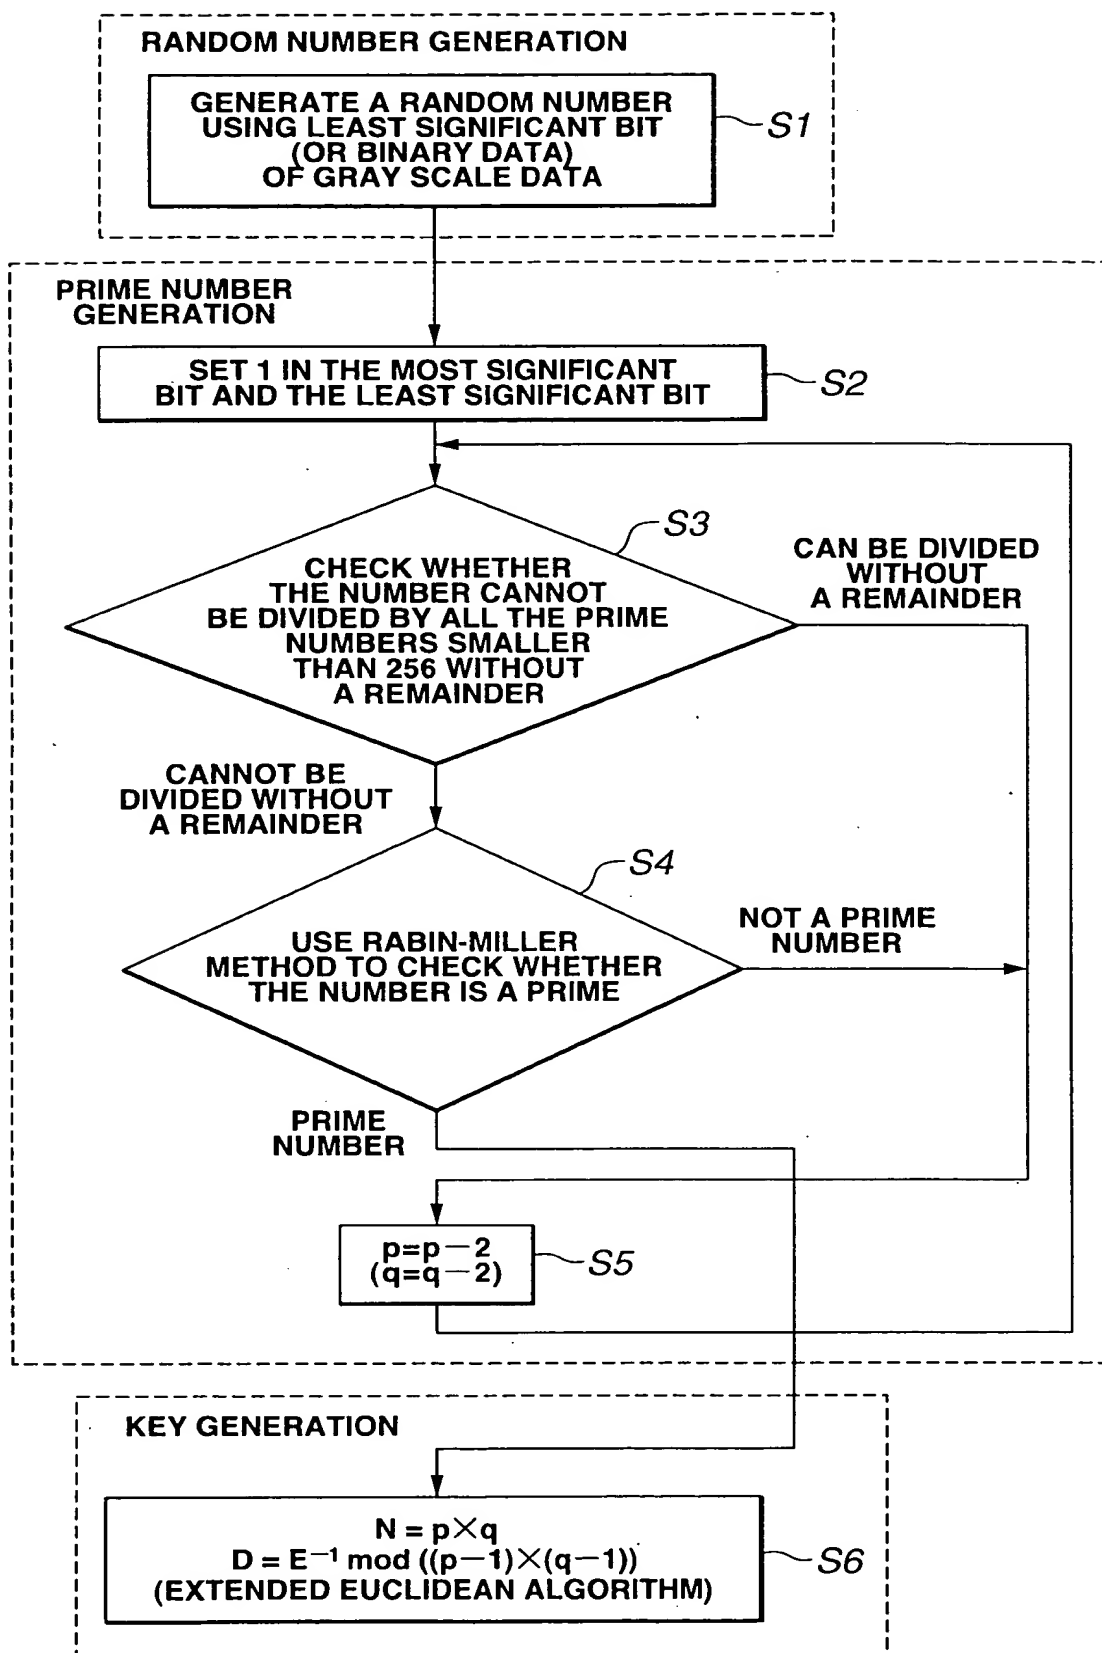 RANDOM NUMBER GENERATION
GENERATE A RANDOM NUMBER
USING LEAST SIGNIFICANT BIT
(OR BINARY DATA)
OF GRAY SCALE DATA
S1
PRIME NUMBER
GENERATION
SET 1 IN THE MOST SIGNIFICANT
BIT AND THE LEAST SIGNIFICANT BIT
S2
S3
CHECK WHETHER
THE NUMBER CANNOT
BE DIVIDED BY ALL THE PRIME
NUMBERS SMALLER
THAN 256 WITHOUT
A REMAINDER
CAN BE DIVIDED
WITHOUT
A REMAINDER
CANNOT BE
DIVIDED WITHOUT
A REMAINDER
S4
USE RABIN-MILLER
METHOD TO CHECK WHETHER
THE NUMBER IS A PRIME
NOT A PRIME
NUMBER
PRIME
NUMBER
p=p−2
(q=q−2)
S5
KEY GENERATION
N = p×q
D = E⁻¹ mod ((p−1)×(q−1))
(EXTENDED EUCLIDEAN ALGORITHM)
S6